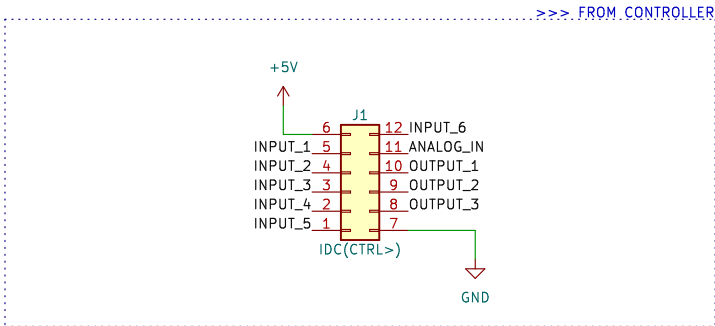 >>> FROM CONTROLLER
+5V
J1
6 12 INPUT_6
INPUT_1 5 11 ANALOG_IN
INPUT_2 4 10 OUTPUT_1
INPUT_3 3 9 OUTPUT_2
INPUT_4 2 8 OUTPUT_3
INPUT_5 1 7
IDC(CTRL>)
GND